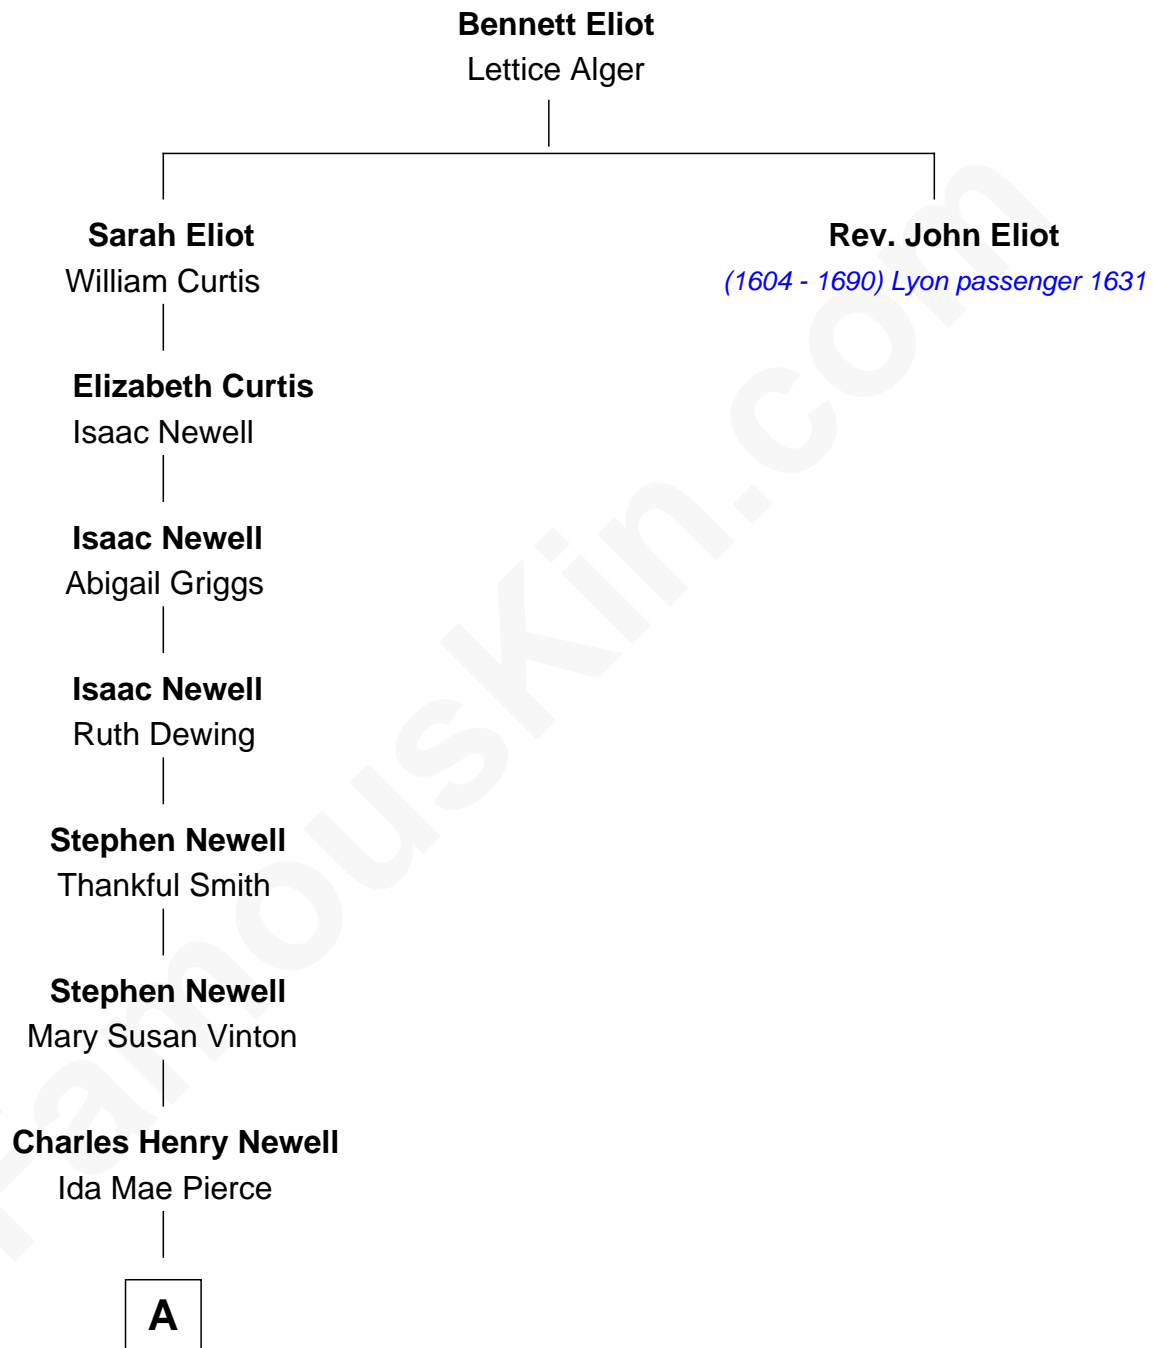 Bennett Eliot
Lettice Alger
Sarah Eliot
William Curtis
Rev. John Eliot
(1604 - 1690) Lyon passenger 1631
Elizabeth Curtis
Isaac Newell
Isaac Newell
Abigail Griggs
Isaac Newell
Ruth Dewing
Stephen Newell
Thankful Smith
Stephen Newell
Mary Susan Vinton
Charles Henry Newell
Ida Mae Pierce
A
FamousKin.com